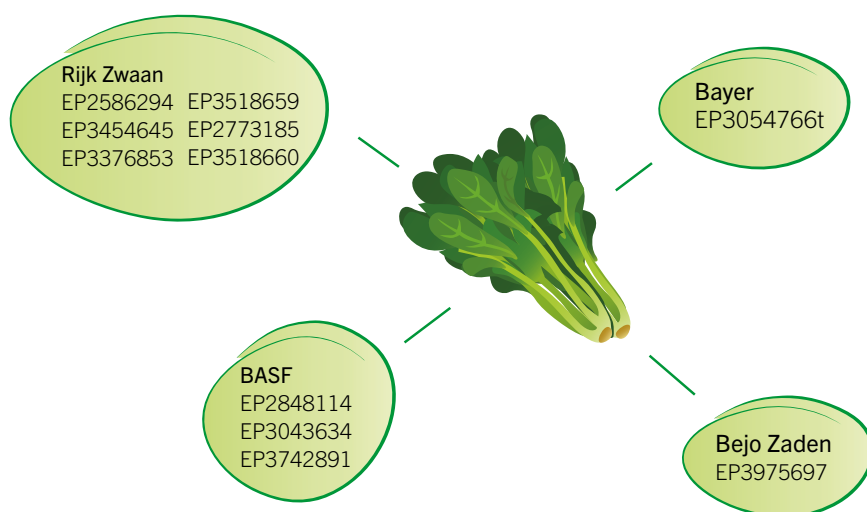 Rijk Zwaan
EP2586294 EP3518659
EP3454645 EP2773185
EP3376853 EP3518660
Bayer
EP3054766t
BASF
EP2848114
EP3043634
EP3742891
Bejo Zaden
EP3975697